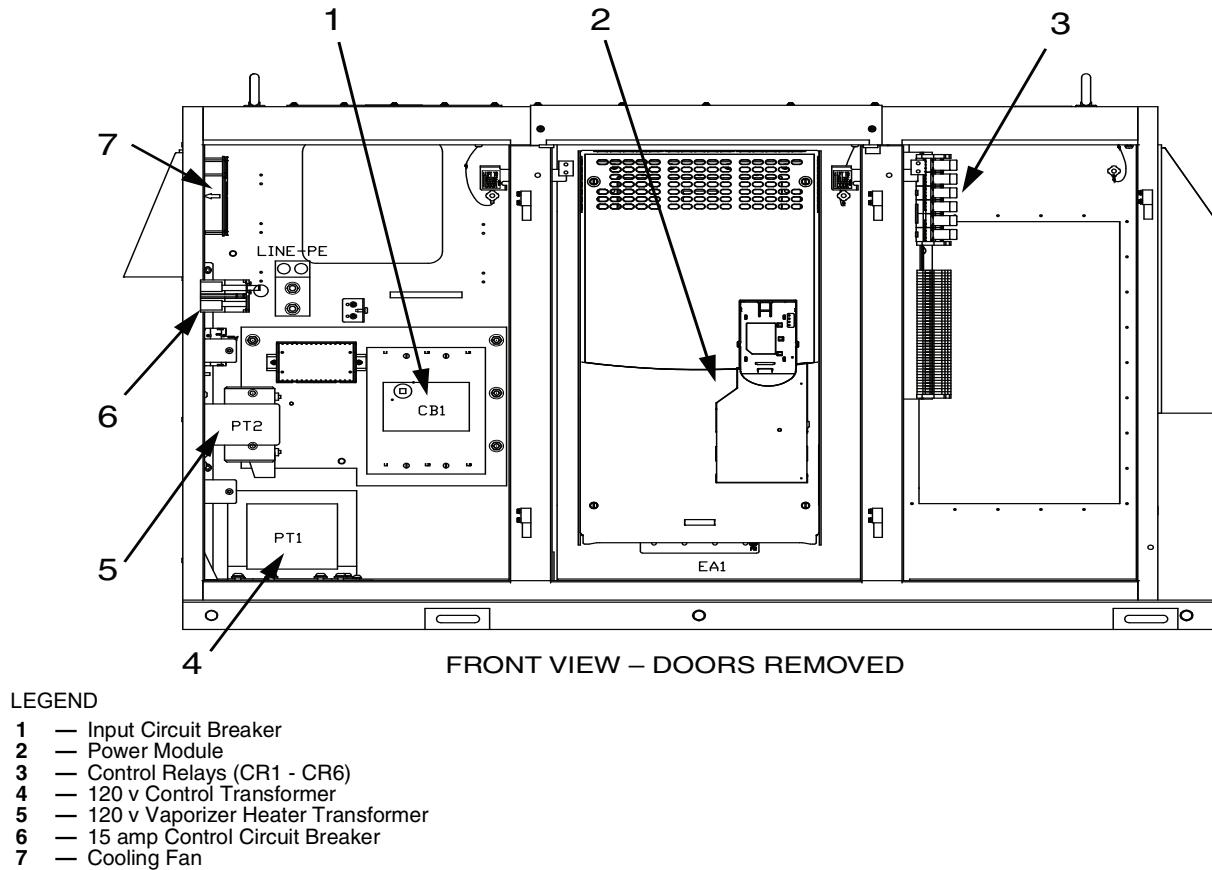 1
2
3
7
LINE-PE
6
CB1
PT2
5
PT1
EA1
4
FRONT VIEW – DOORS REMOVED
LEGEND
1 — Input Circuit Breaker
2 — Power Module
3 — Control Relays (CR1 - CR6)
4 — 120 v Control Transformer
5 — 120 v Vaporizer Heater Transformer
6 — 15 amp Control Circuit Breaker
7 — Cooling Fan